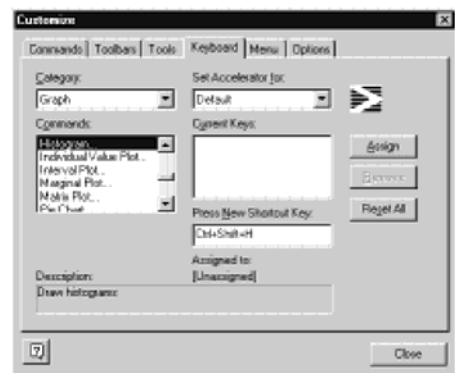 Customize
Commands Toolbars Tools Keyboard Menu Options
Category: Set Accelerator for:
Graph Default
Commands: Current Keys:
Histogram...
Individual Value Plot...
Interval Plot...
Marginal Plot...
Matrix Plot...
Pie Chart...
Assign
Remove
Reset All
Press New Shortcut Key:
Ctrl+Shift+H
Assigned to:
[Unassigned]
Description:
Draw histograms
Close